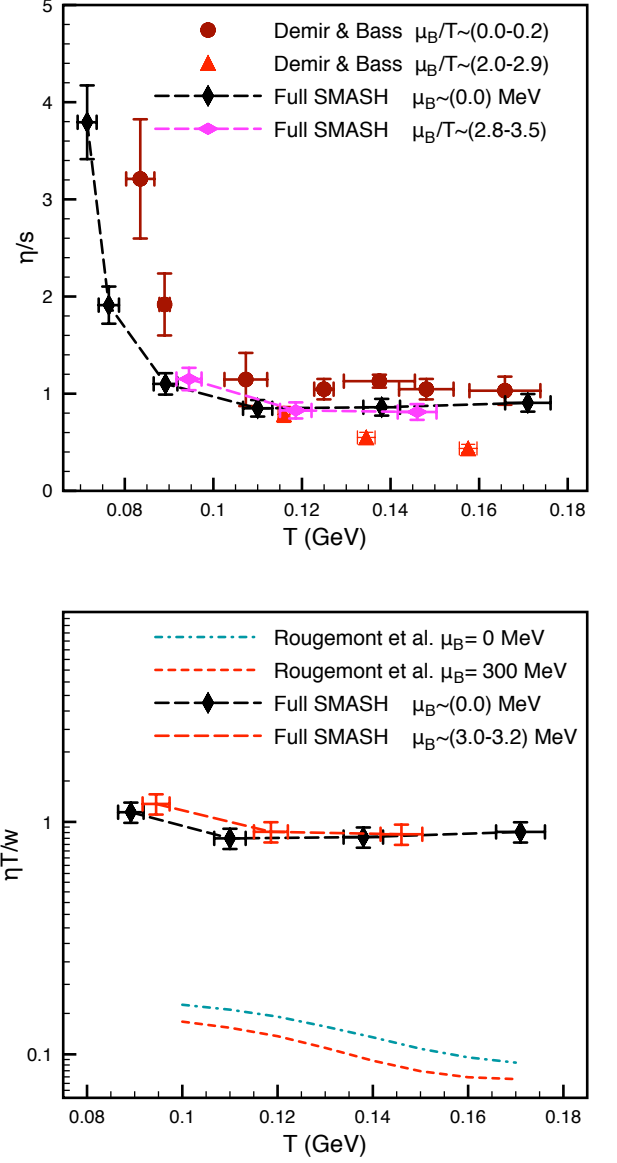 5
4
3
2
1
0
η/s
Demir & Bass μB/T~(0.0-0.2)
Demir & Bass μB/T~(2.0-2.9)
Full SMASH μB~(0.0) MeV
Full SMASH μB/T~(2.8-3.5)
0.08 0.1 0.12 0.14 0.16 0.18
T (GeV)
Rougemont et al. μB= 0 MeV
Rougemont et al. μB= 300 MeV
Full SMASH μB~(0.0) MeV
Full SMASH μB~(3.0-3.2) MeV
1
ηT/w
0.1
0.08 0.1 0.12 0.14 0.16 0.18
T (GeV)